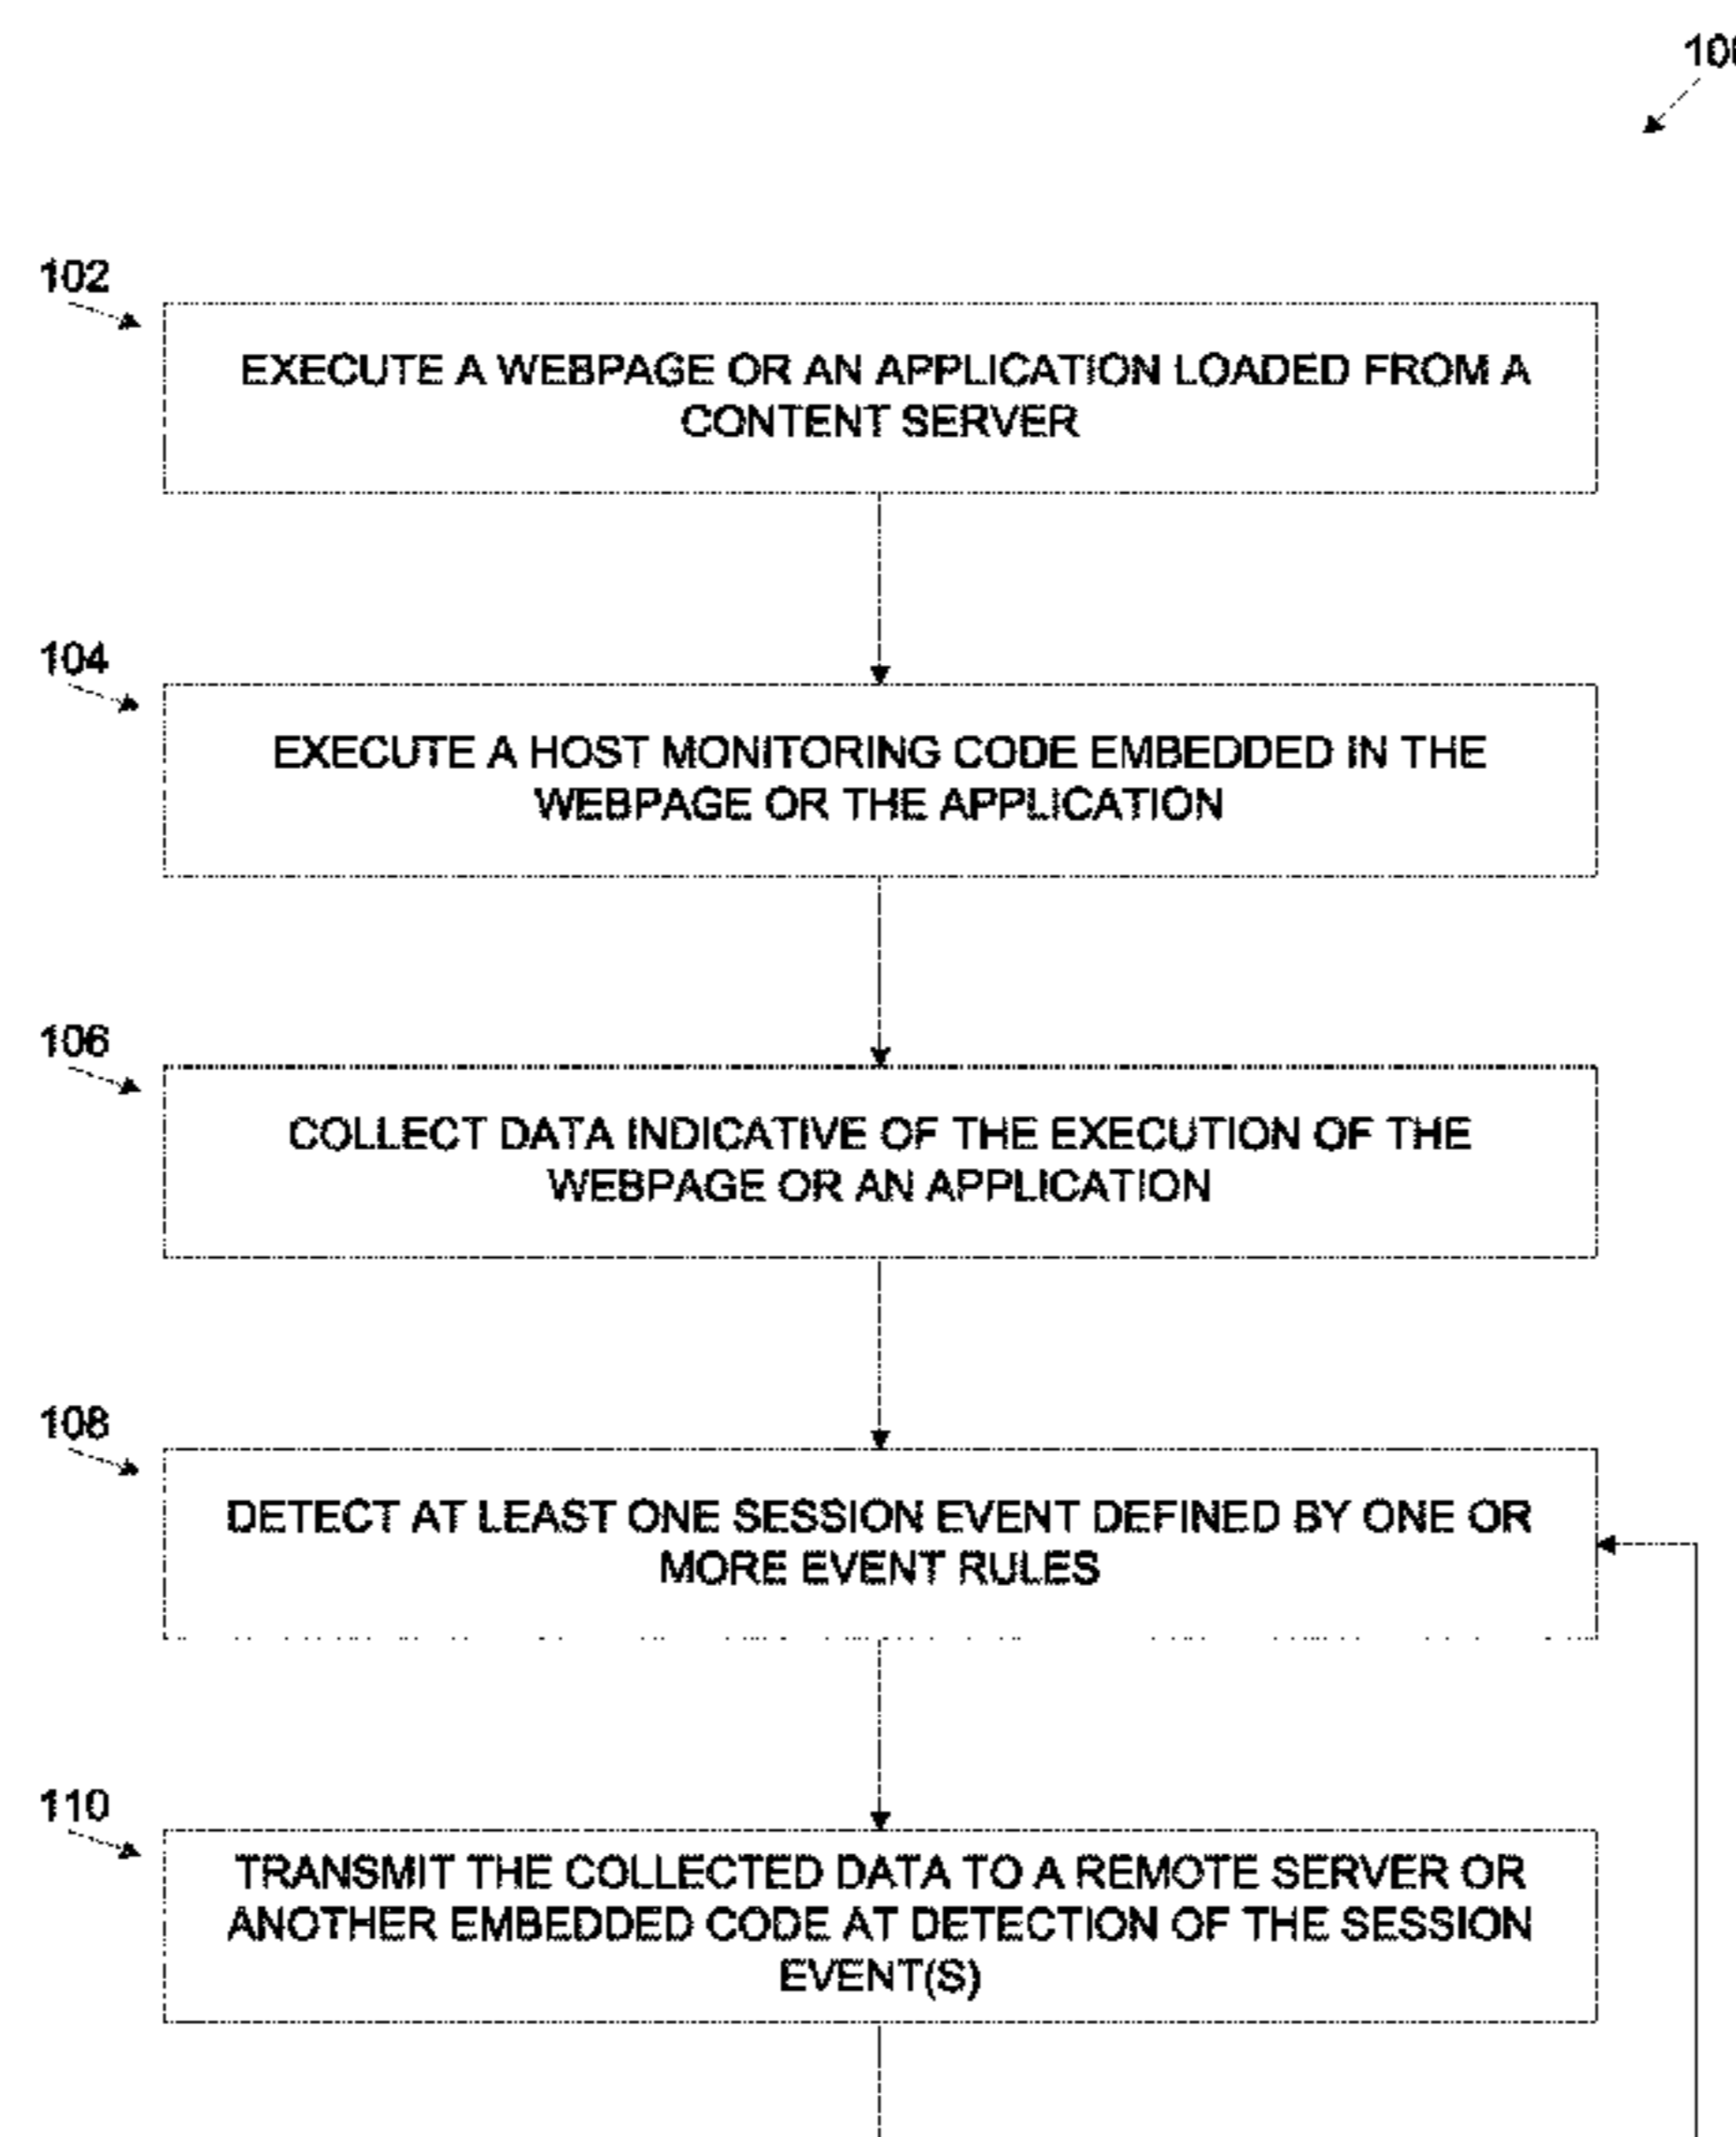 102
EXECUTE A WEBPAGE OR AN APPLICATION LOADED FROM A
CONTENT SERVER
104
EXECUTE A HOST MONITORING CODE EMBEDDED IN THE
WEBPAGE OR THE APPLICATION
106
COLLECT DATA INDICATIVE OF THE EXECUTION OF THE
WEBPAGE OR AN APPLICATION
108
DETECT AT LEAST ONE SESSION EVENT DEFINED BY ONE OR
MORE EVENT RULES
110
TRANSMIT THE COLLECTED DATA TO A REMOTE SERVER OR
ANOTHER EMBEDDED CODE AT DETECTION OF THE SESSION
EVENT(S)